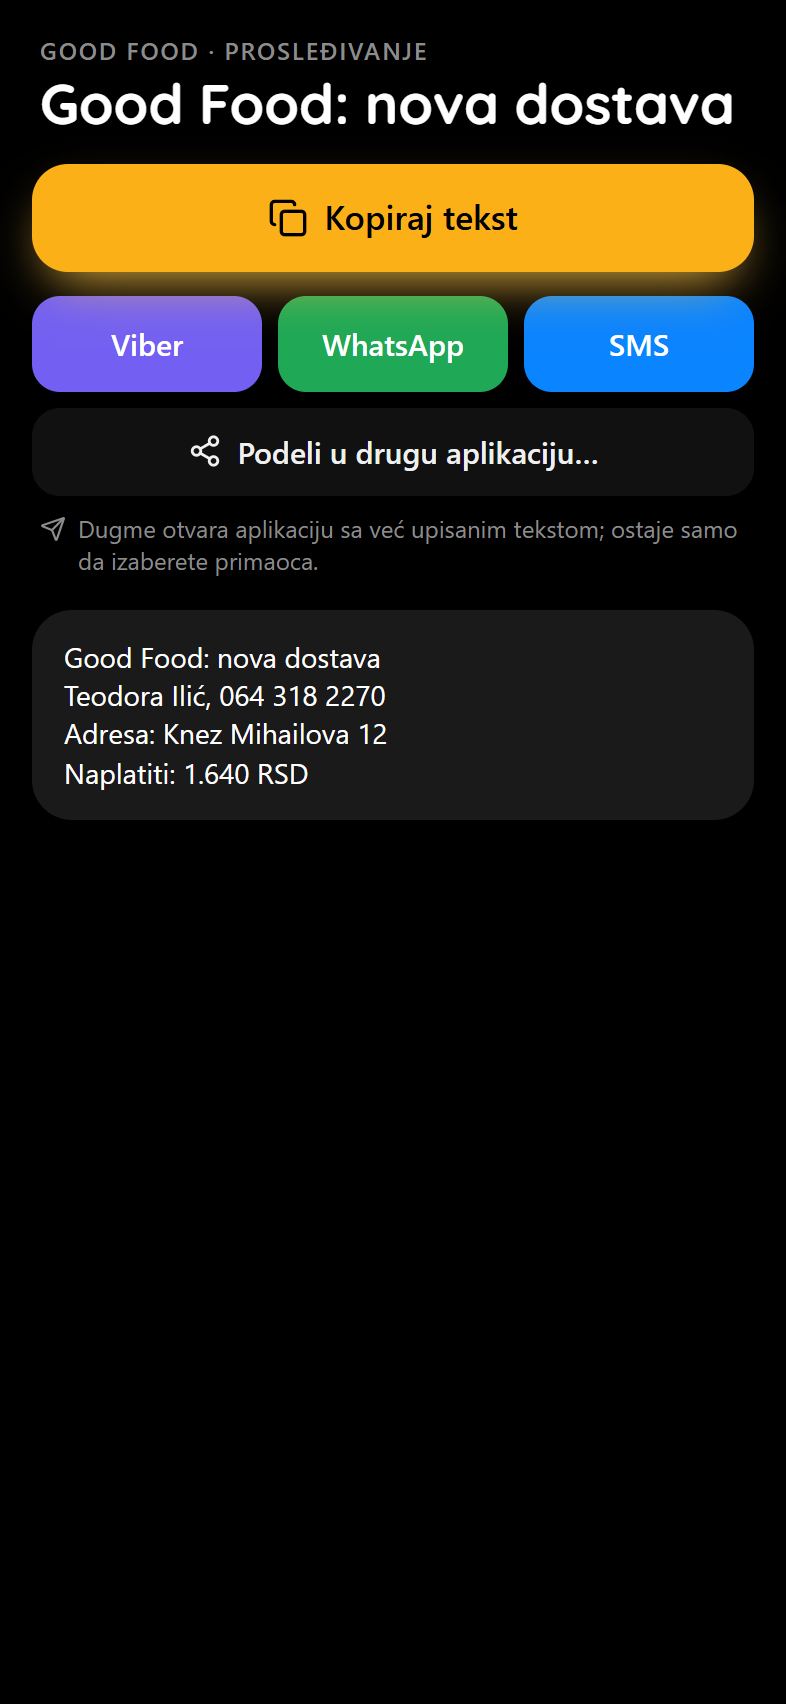 GOOD FOOD · PROSLEĐIVANJE
Good Food: nova dostava
Kopiraj tekst
Viber
WhatsApp
SMS
Podeli u drugu aplikaciju…
Dugme otvara aplikaciju sa već upisanim tekstom; ostaje samo
da izaberete primaoca.
Good Food: nova dostava
Teodora Ilić, 064 318 2270
Adresa: Knez Mihailova 12
Naplatiti: 1.640 RSD